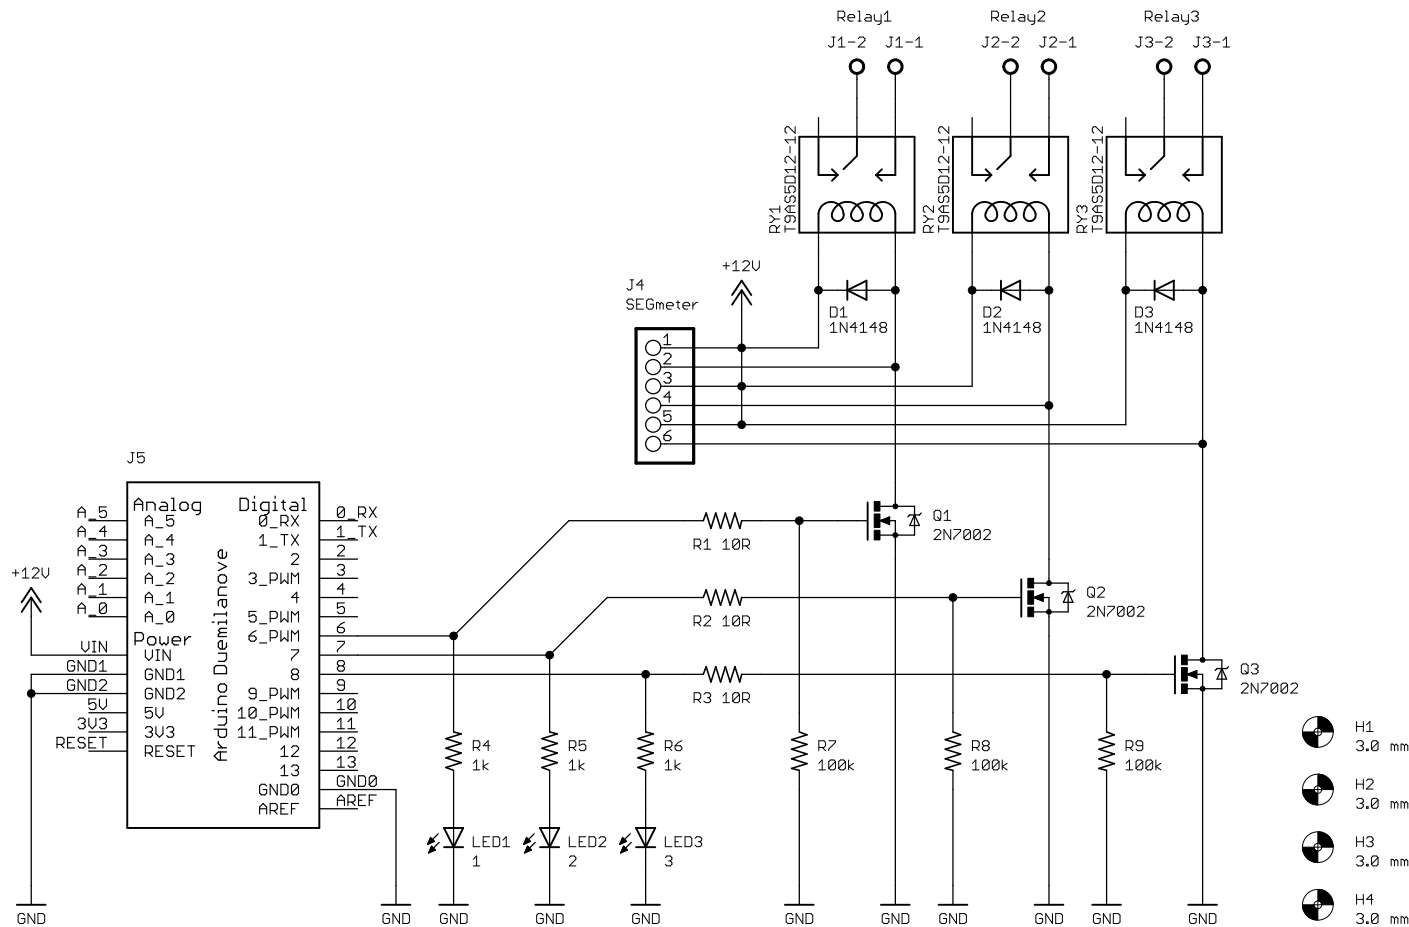 Relay1
J1-2 J1-1
Relay2
J2-2 J2-1
Relay3
J3-2 J3-1
RY1
T9AS5D12-12
RY2
T9AS5D12-12
RY3
T9AS5D12-12
+12V
J4
SEGmeter
1
2
3
4
5
6
D1
1N4148
D2
1N4148
D3
1N4148
J5
Analog Digital
A_5 A_5 0_RX 0_RX
A_4 A_4 1_TX 1_TX
A_3 A_3 2 2
A_2 A_2 3_PWM 3
A_1 A_1 4 4
A_0 A_0 5_PWM 5
Power 6_PWM 6
VIN VIN 7 7
GND1 GND1 8 8
GND2 GND2 9_PWM 9
5V 5V 10_PWM 10
3V3 3V3 11_PWM 11
RESET RESET 12 12
13 13
GND0 GND0
AREF AREF
Arduino Duemilanove
+12V
R1 10R
R2 10R
R3 10R
Q1
2N7002
Q2
2N7002
Q3
2N7002
R4
1k
R5
1k
R6
1k
R7
100k
R8
100k
R9
100k
LED1
1
LED2
2
LED3
3
GND GND GND GND GND GND GND GND GND GND GND
H1
3.0 mm
H2
3.0 mm
H3
3.0 mm
H4
3.0 mm